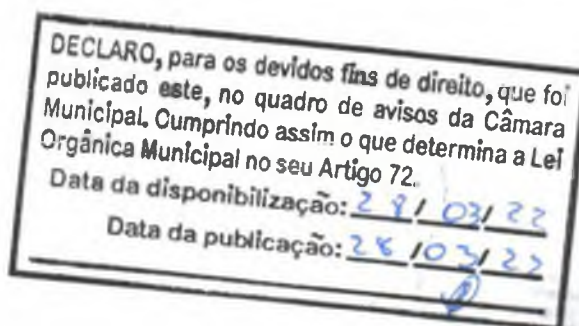 DECLARO, para os devidos fins de direito, que foi
publicado este, no quadro de avisos da Câmara
Municipal. Cumprindo assim o que determina a Lei
Orgânica Municipal no seu Artigo 72.
Data da disponibilização: 28/03/22
Data da publicação: 28/03/22